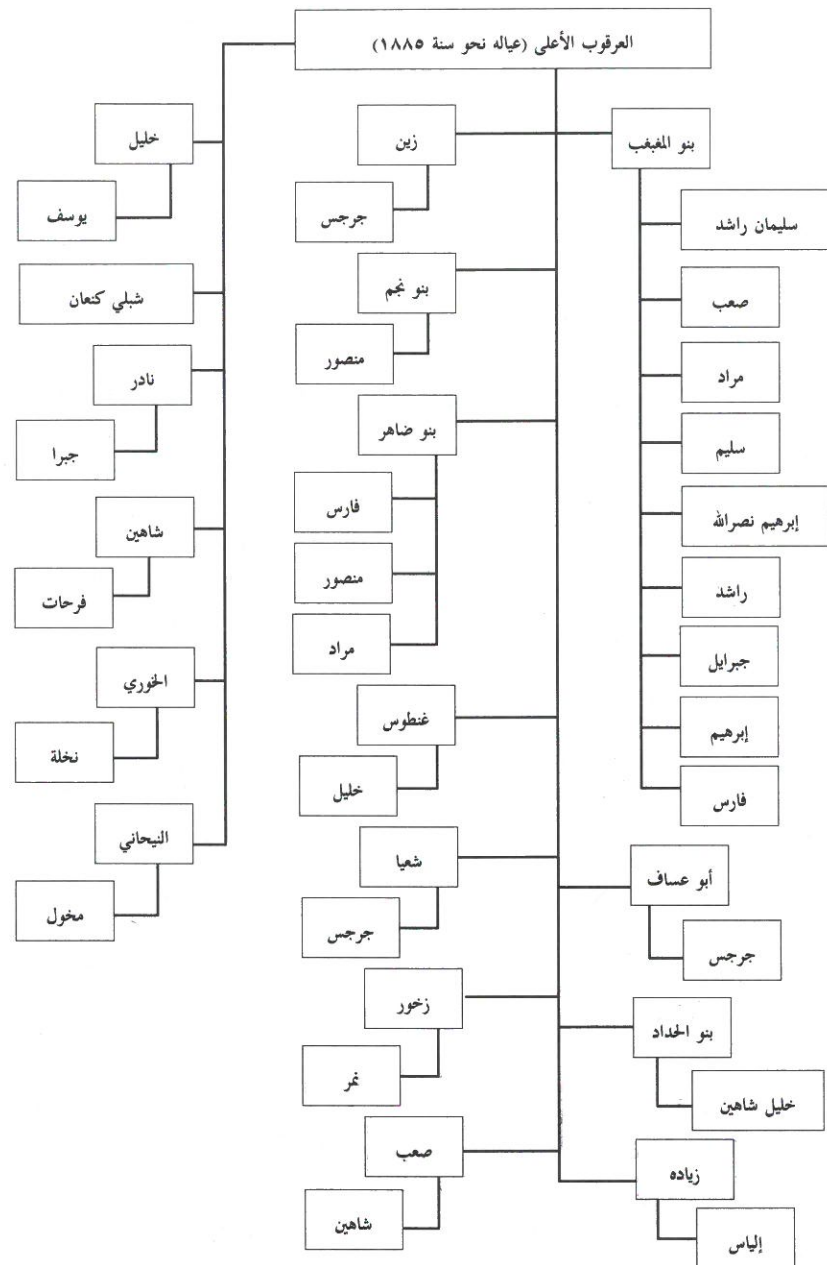 العرقوب الأعلى (عياله نحو سنة ١٨٨٥)
بنو المغبغب
سليمان راشد
صعب
مراد
سليم
إبرهيم نصرالله
راشد
جبرايل
إبرهيم
فارس
أبو عساف
جرجس
بنو الحداد
خليل شاهين
زياده
إلياس
زين
جرجس
بنو نجم
منصور
بنو ضاهر
فارس
منصور
مراد
غنطوس
خليل
شعيا
جرجس
زخور
نمر
صعب
شاهين
خليل
يوسف
شبلي كنعان
نادر
جبرا
شاهين
فرحات
الخوري
نخلة
النيحاني
مخول